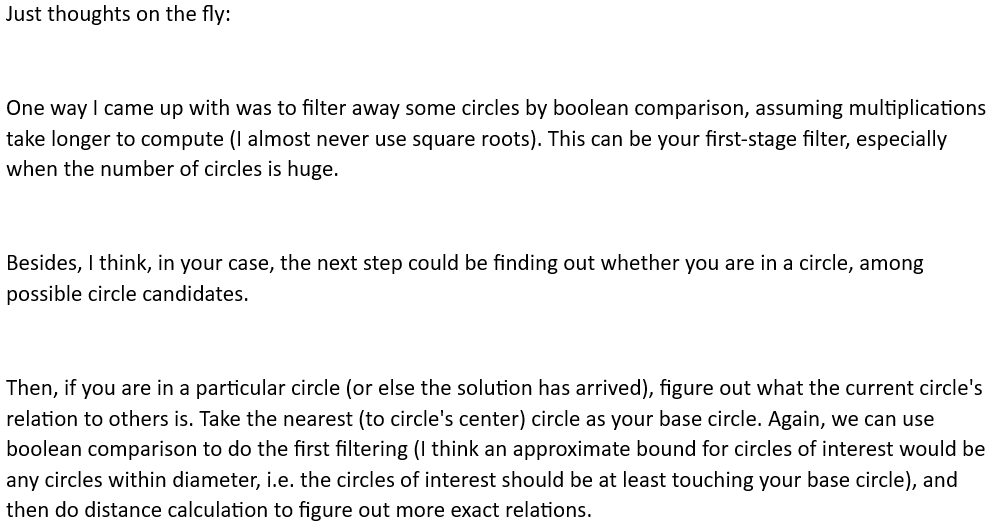 Just thoughts on the fly:
One way I came up with was to filter away some circles by boolean comparison, assuming multiplications
take longer to compute (I almost never use square roots). This can be your first-stage filter, especially
when the number of circles is huge.
Besides, I think, in your case, the next step could be finding out whether you are in a circle, among
possible circle candidates.
Then, if you are in a particular circle (or else the solution has arrived), figure out what the current circle's
relation to others is. Take the nearest (to circle's center) circle as your base circle. Again, we can use
boolean comparison to do the first filtering (I think an approximate bound for circles of interest would be
any circles within diameter, i.e. the circles of interest should be at least touching your base circle), and
then do distance calculation to figure out more exact relations.